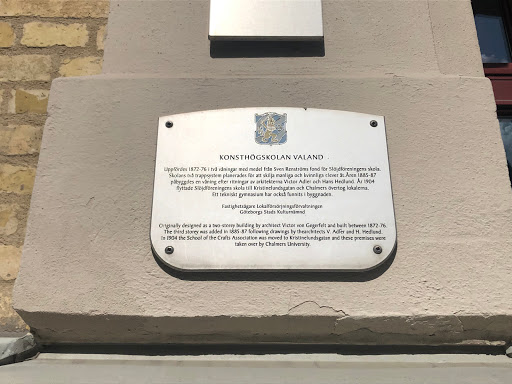 KONSTHÖGSKOLAN VALAND
Uppfördes 1872-76 i två våningar med medel från Sven Renströms fond för Slöjdföreningens skola.
Skolans två trappsystem planerades för att skilja manliga och kvinnliga elever åt. Åren 1885-87
påbyggdes en våning efter ritningar av arkitekterna Victor Adler och Hans Hedlund. År 1904
flyttade Slöjdföreningens skola till Kristinelundsgatan och Chalmers övertog lokalerna.
Ett tekniskt gymnasium har också funnits i byggnaden.
Fastighetsägare Lokalförsörjningsförvaltningen
Göteborgs Stads Kulturnämnd
Originally designed as a two-storey building by architect Victor von Gegerfelt and built between 1872-76.
The third storey was added in 1885-87 following drawings by thearchitects V. Adler and H. Hedlund.
In 1904 the School of the Crafts Association was moved to Kristinelundsgatan and these premises were
taken over by Chalmers University.